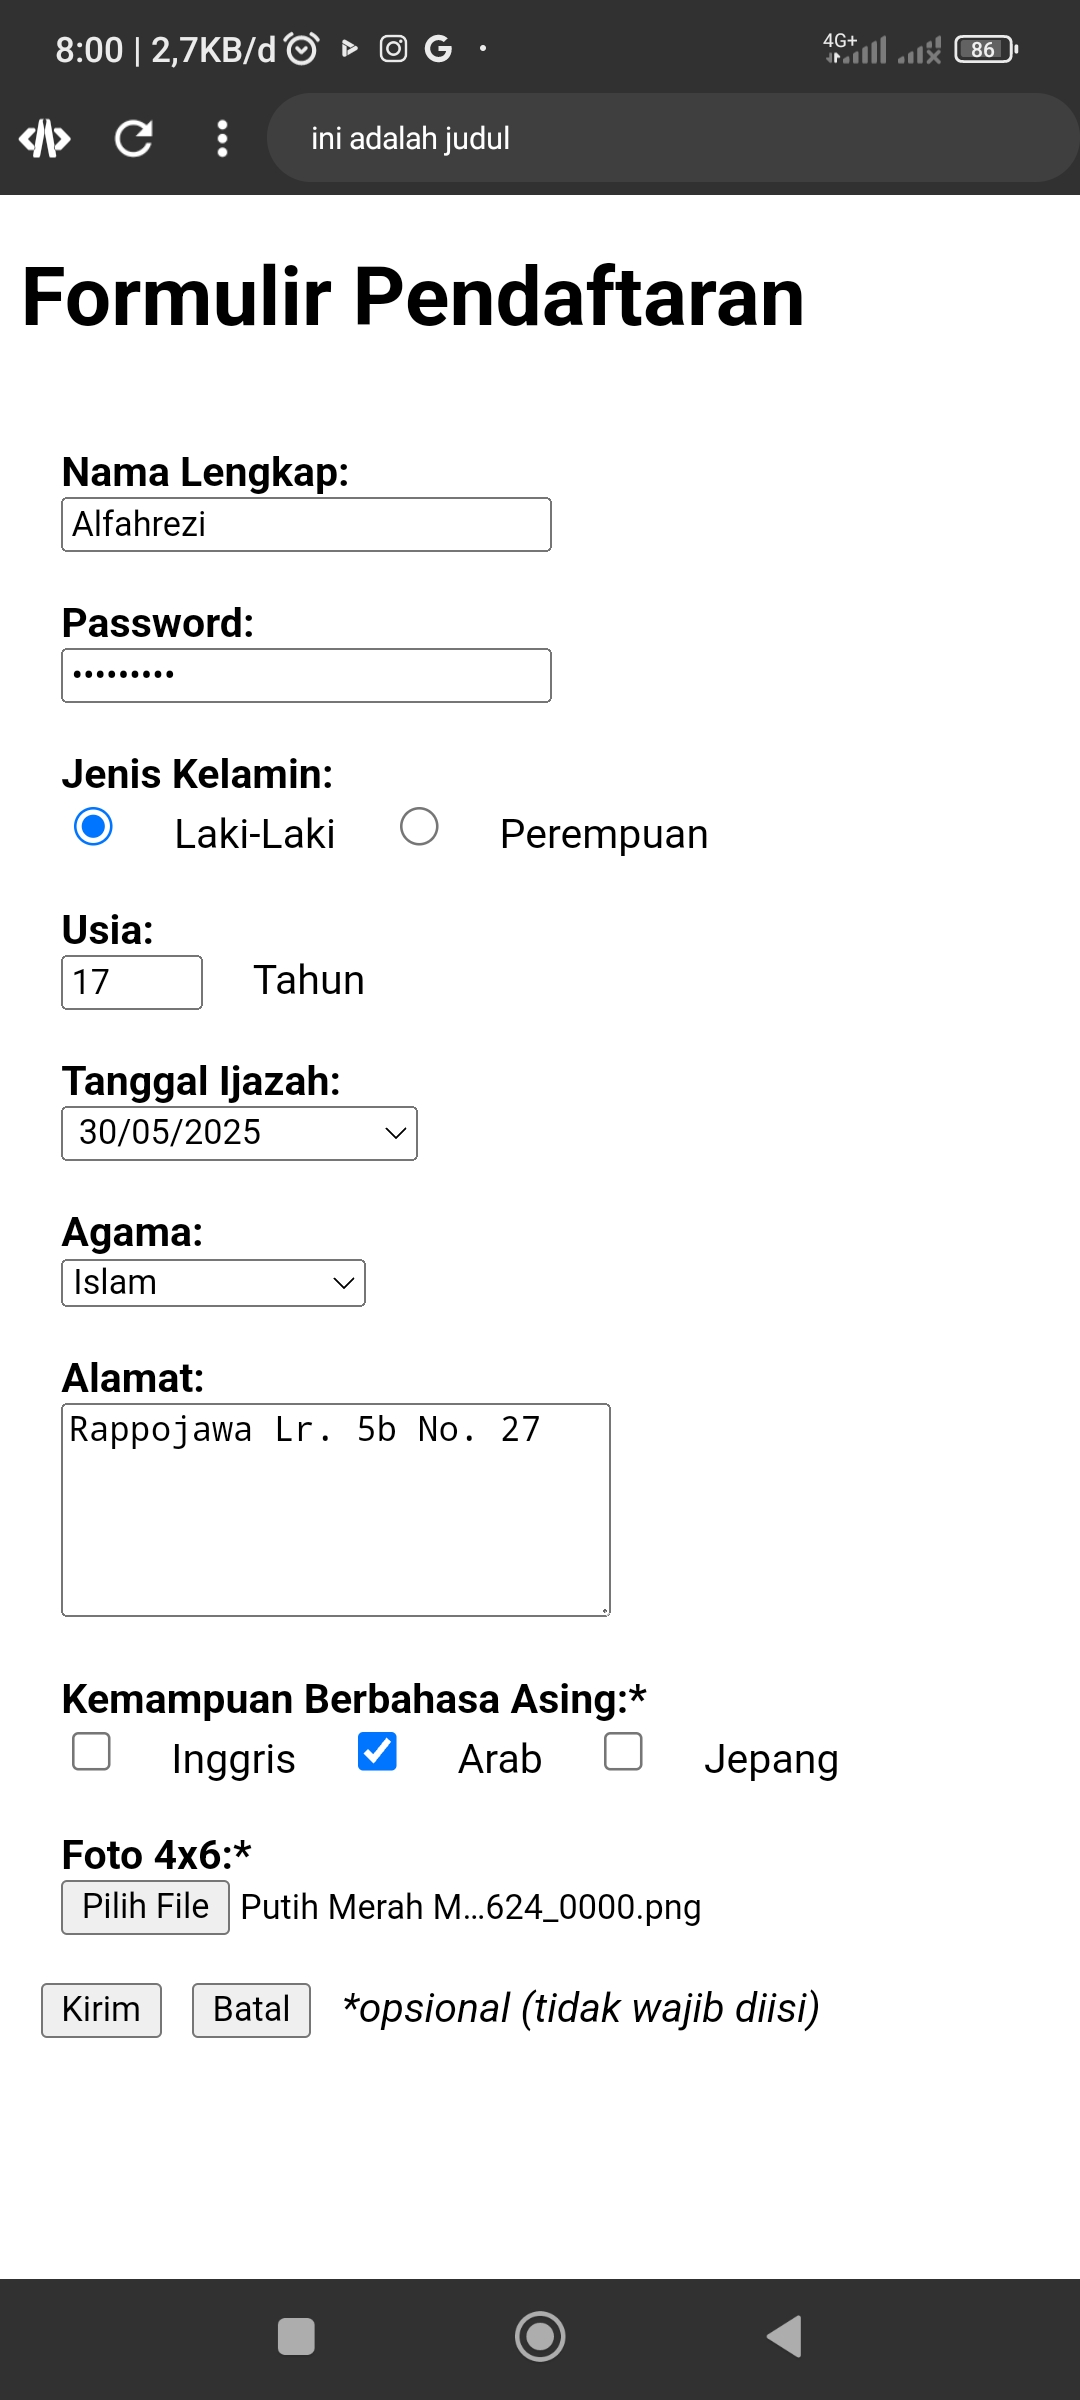 8:00 | 2,7KB/d
4G+
86
ini adalah judul
Formulir Pendaftaran
Nama Lengkap:
Alfahrezi
Password:
•••••••••
Jenis Kelamin:
Laki-Laki Perempuan
Usia:
17 Tahun
Tanggal Ijazah:
30/05/2025
Agama:
Islam
Alamat:
Rappojawa Lr. 5b No. 27
Kemampuan Berbahasa Asing:*
Inggris Arab Jepang
Foto 4x6:*
Pilih File Putih Merah M...624_0000.png
Kirim Batal *opsional (tidak wajib diisi)